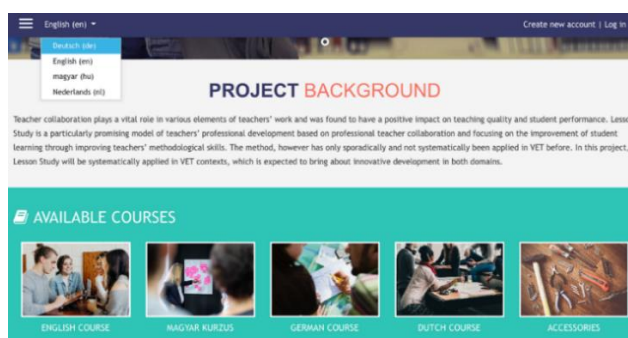 English (en)
Create new account | Log in
Deutsch (de)
English (en)
magyar (hu)
Nederlands (nl)
PROJECT BACKGROUND
Teacher collaboration plays a vital role in various elements of teachers' work and was found to have a positive impact on teaching quality and student performance. Lesso
Study is a particularly promising model of teachers' professional development based on professional teacher collaboration and focusing on the improvement of student
learning through improving teachers' methodological skills. The method, however has only sporadically and not systematically been applied in VET before. In this project,
Lesson Study will be systematically applied in VET contexts, which is expected to bring about innovative development in both domains.
AVAILABLE COURSES
ENGLISH COURSE
MAGYAR KURZUS
GERMAN COURSE
DUTCH COURSE
ACCESSORIES